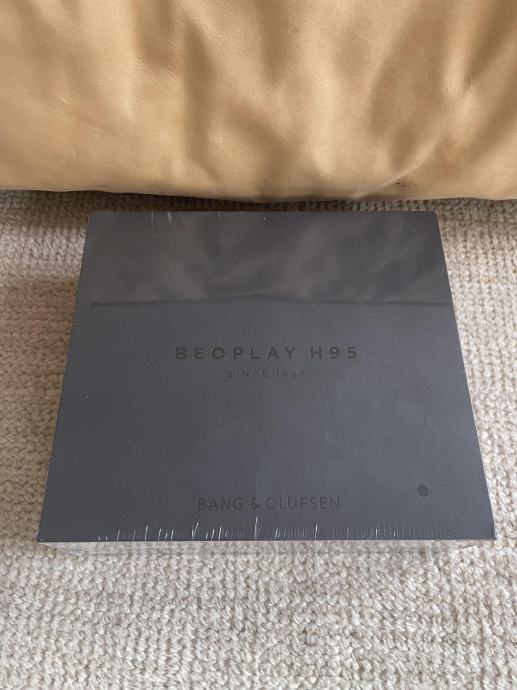 BEOPLAY H95
SINCE 1925
BANG & OLUFSEN